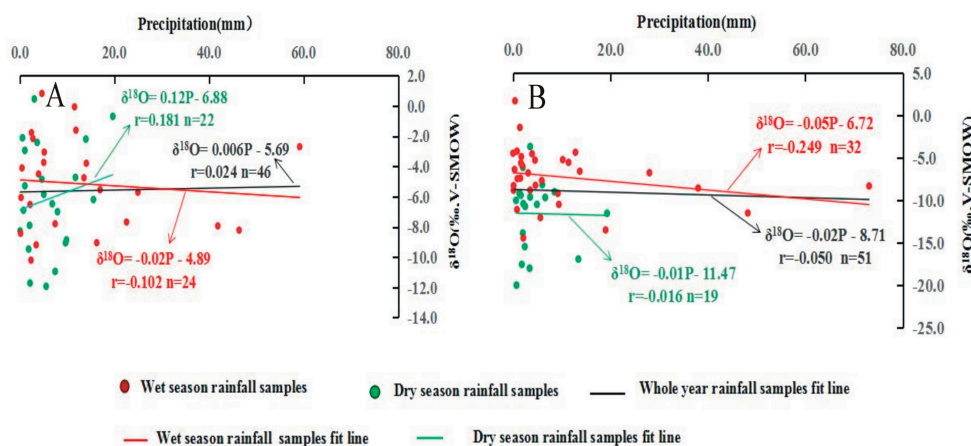 Precipitation(mm)
0.0 20.0 40.0 60.0 80.0
A
δ¹⁸O= 0.12P- 6.88
r=0.181 n=22
δ¹⁸O= 0.006P - 5.69
r=0.024 n=46
δ¹⁸O= -0.02P - 4.89
r=-0.102 n=24
2.0
0.0
-2.0
-4.0
-6.0
-8.0
-10.0
-12.0
-14.0
δ¹⁸O(‰,V-SMOW)
Precipitation(mm)
0.0 20.0 40.0 60.0 80.0
B
δ¹⁸O= -0.05P - 6.72
r=-0.249 n=32
δ¹⁸O= -0.02P - 8.71
r=-0.050 n=51
δ¹⁸O= -0.01P - 11.47
r=-0.016 n=19
5.0
0.0
-5.0
-10.0
-15.0
-20.0
-25.0
δ¹⁸O(‰,V-SMOW)
Wet season rainfall samples
Dry season rainfall samples
Whole year rainfall samples fit line
Wet season rainfall samples fit line
Dry season rainfall samples fit line